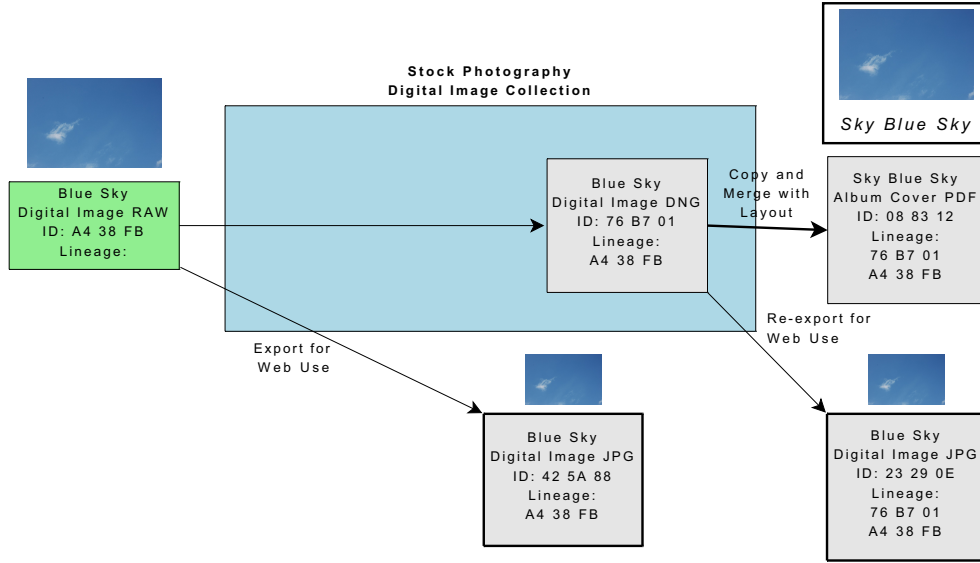 Stock Photography
Digital Image Collection
Sky Blue Sky
Blue Sky
Digital Image RAW
ID: A4 38 FB
Lineage:
Blue Sky
Digital Image DNG
ID: 76 B7 01
Lineage:
A4 38 FB
Copy and
Merge with
Layout
Sky Blue Sky
Album Cover PDF
ID: 08 83 12
Lineage:
76 B7 01
A4 38 FB
Export for
Web Use
Re-export for
Web Use
Blue Sky
Digital Image JPG
ID: 42 5A 88
Lineage:
A4 38 FB
Blue Sky
Digital Image JPG
ID: 23 29 0E
Lineage:
76 B7 01
A4 38 FB